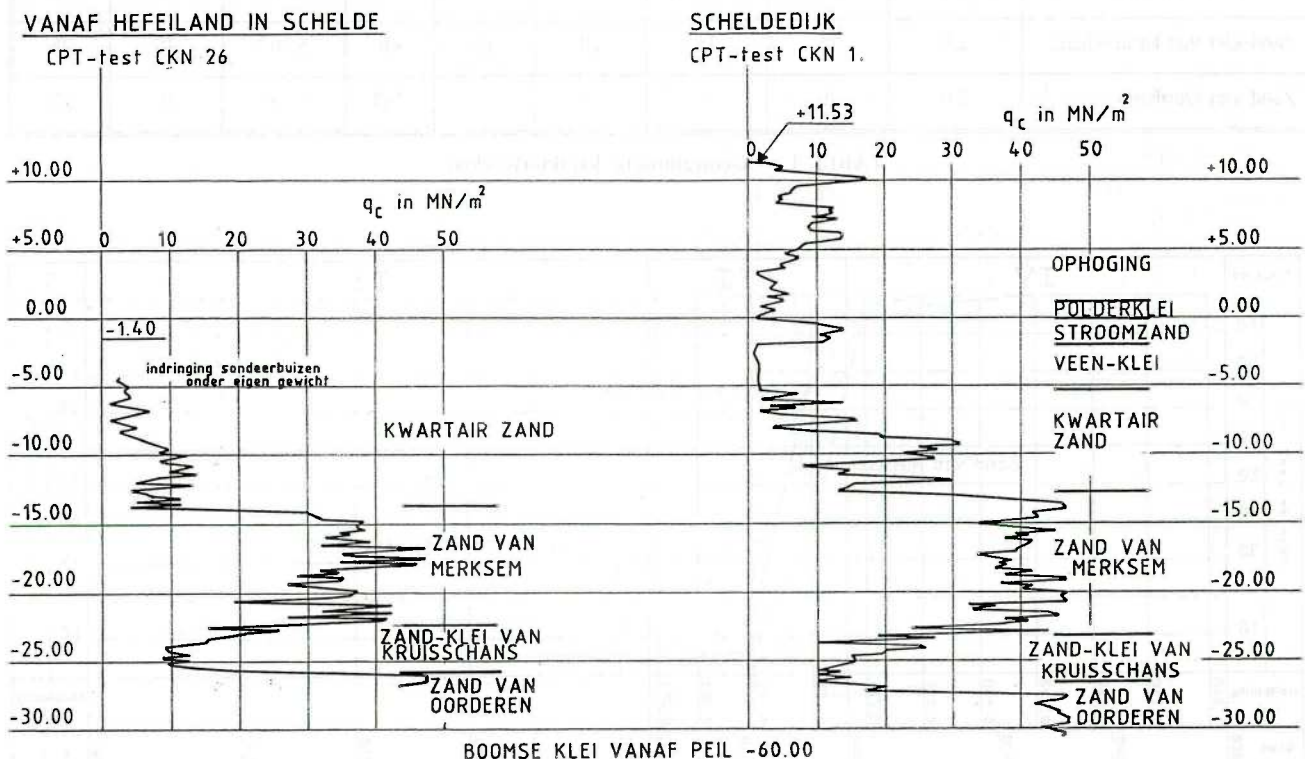 VANAF HEFEILAND IN SCHELDE
CPT-test CKN 26
q_c in MN/m²
0 10 20 30 40 50
+10.00
+5.00
0.00
-1.40
indringing sondeerbuizen
onder eigen gewicht
-5.00
-10.00
-15.00
-20.00
-25.00
-30.00
KWARTAIR ZAND
ZAND VAN
MERKSEM
ZAND-KLEI VAN
KRUISSCHANS
ZAND VAN
OORDEREN
SCHELDEDIJK
CPT-test CKN 1.
+11.53
q_c in MN/m²
0 10 20 30 40 50
+10.00
+5.00
0.00
-5.00
-10.00
-15.00
-20.00
-25.00
-30.00
OPHOGING
POLDERKLEI
STROOMZAND
VEEN-KLEI
KWARTAIR
ZAND
ZAND VAN
MERKSEM
ZAND-KLEI VAN
KRUISSCHANS
ZAND VAN
OORDEREN
BOOMSE KLEI VANAF PEIL -60.00